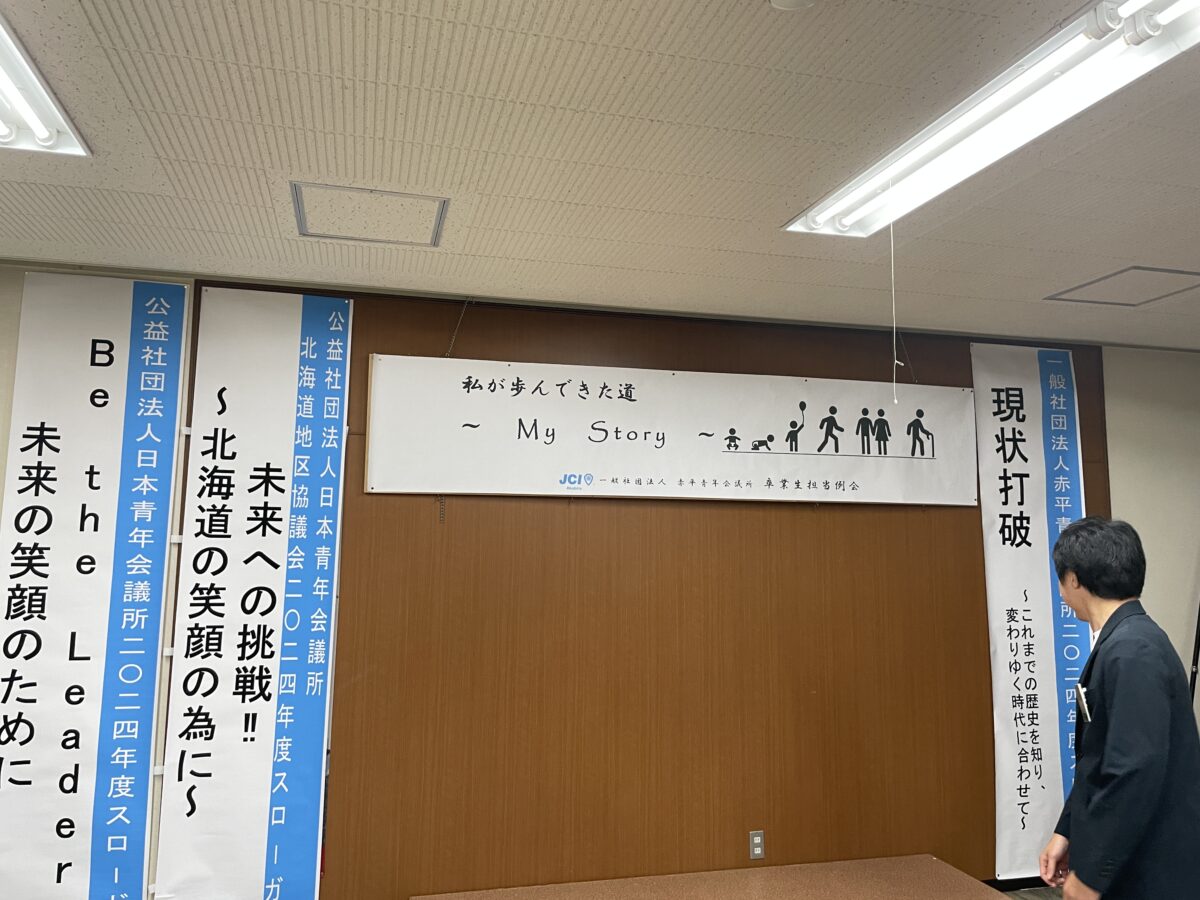 公益社団法人日本青年会議所二〇二四年度スロー
Be the Leader
未来の笑顔のために
公益社団法人日本青年会議所
北海道地区協議会二〇二四年度スローガ
未来への挑戦!!
〜北海道の笑顔の為に〜
私が歩んできた道
~ My Story ~
JCI 一般社団法人 赤平青年会議所 卒業生担当例会
一般社団法人赤平青
所二〇二四年度ス
現状打破
〜これまでの歴史を知り、
変わりゆく時代に合わせて〜